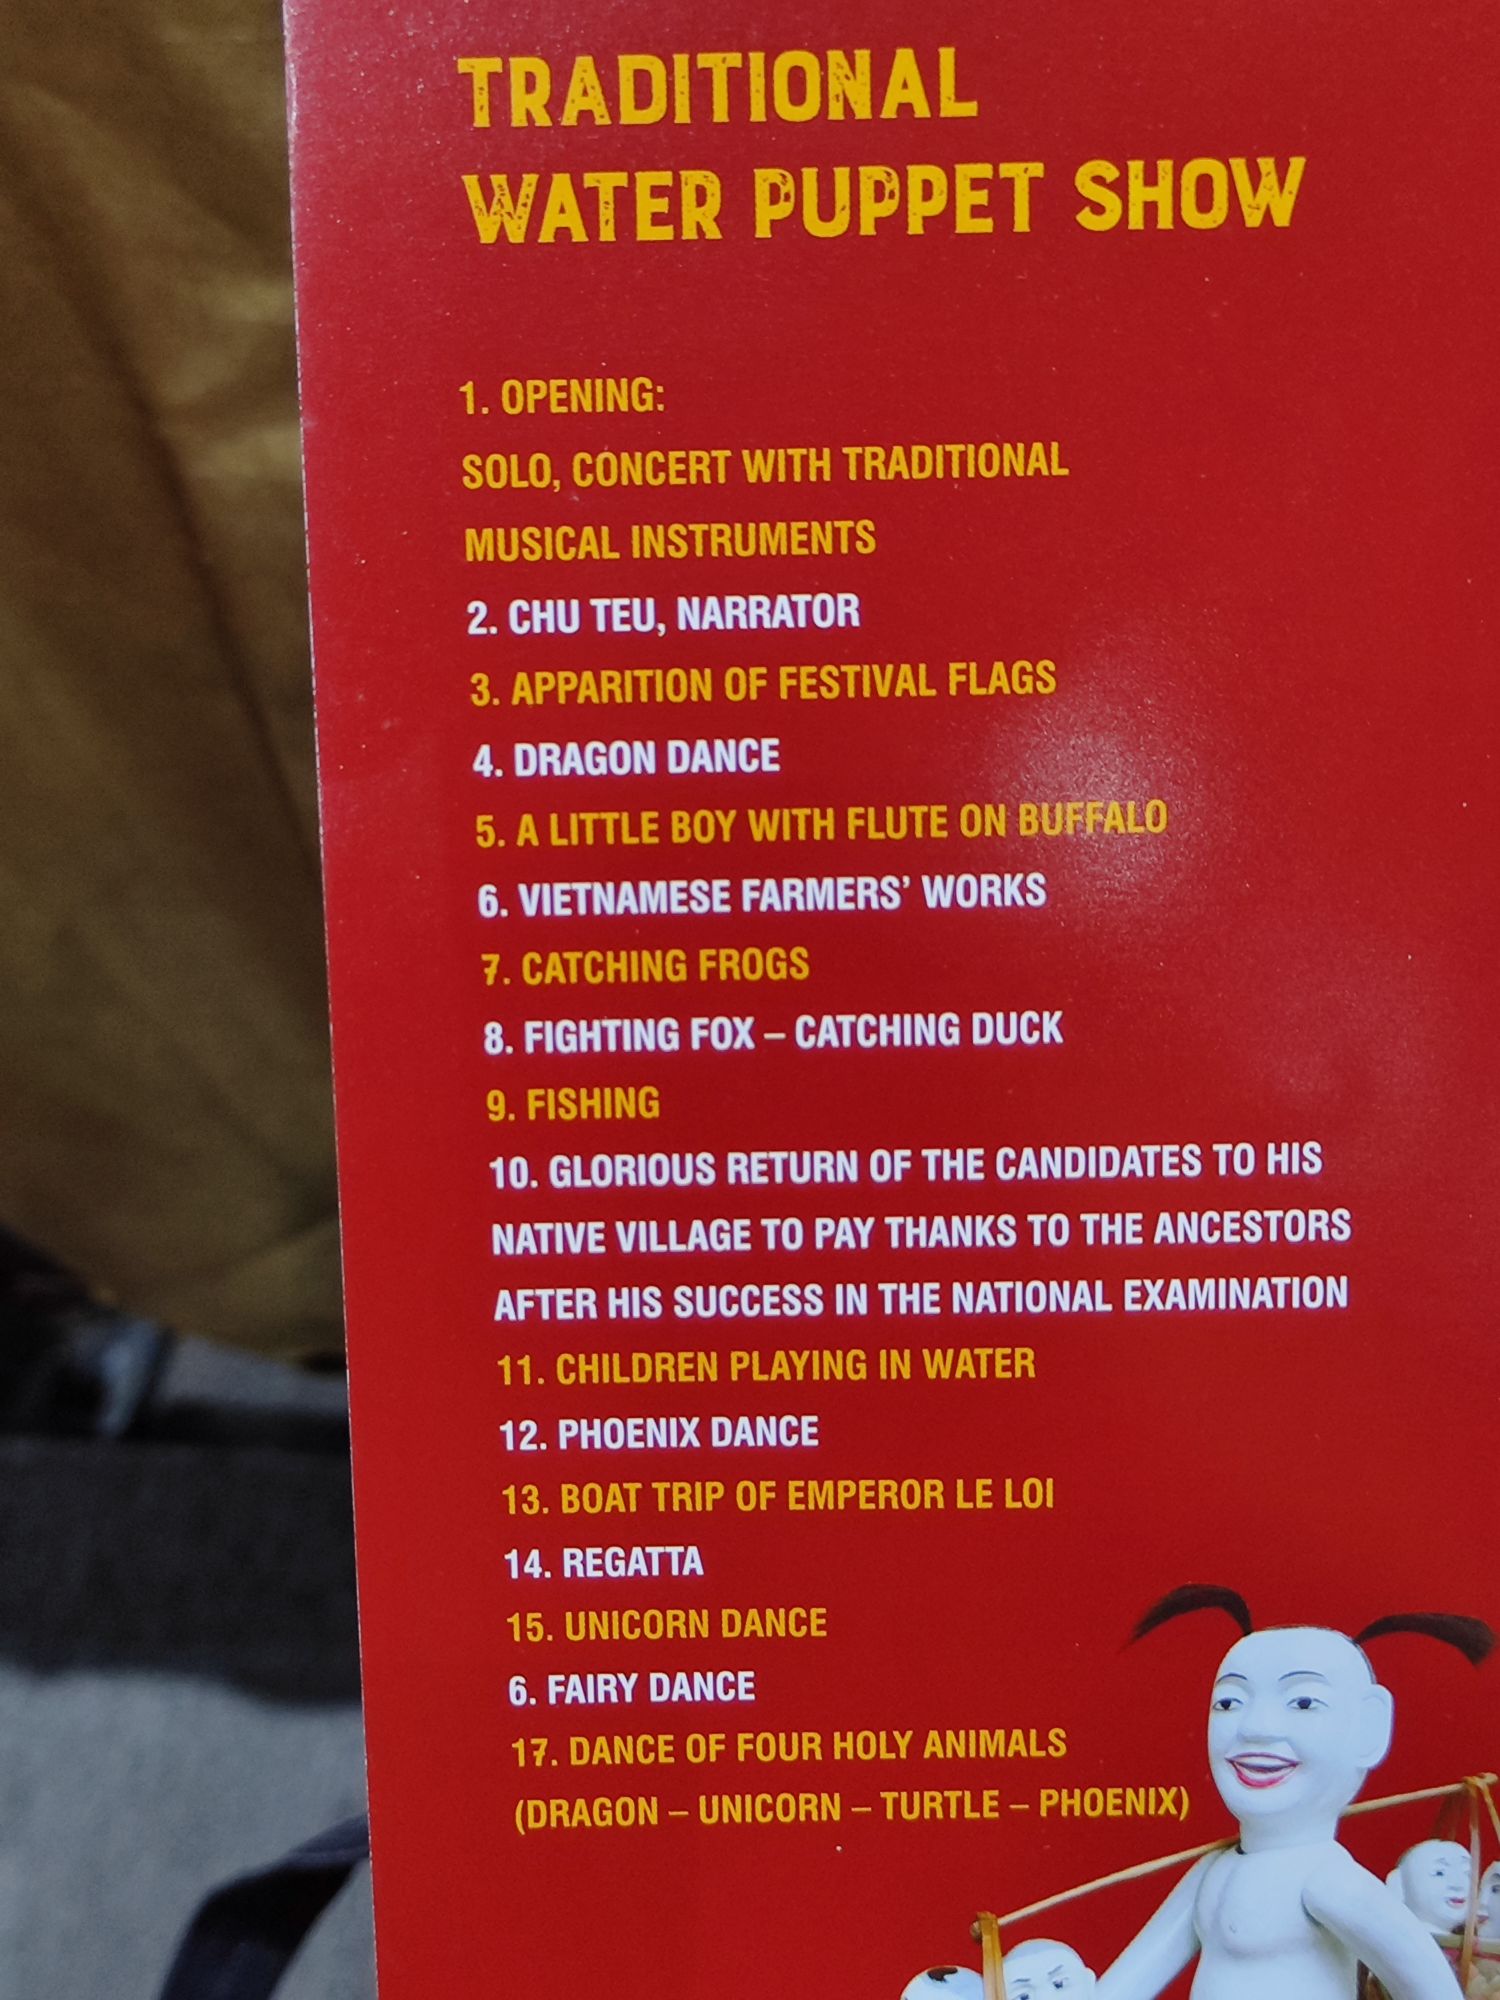 TRADITIONAL
WATER PUPPET SHOW
1. OPENING:
SOLO, CONCERT WITH TRADITIONAL
MUSICAL INSTRUMENTS
2. CHU TEU, NARRATOR
3. APPARITION OF FESTIVAL FLAGS
4. DRAGON DANCE
5. A LITTLE BOY WITH FLUTE ON BUFFALO
6. VIETNAMESE FARMERS’ WORKS
7. CATCHING FROGS
8. FIGHTING FOX – CATCHING DUCK
9. FISHING
10. GLORIOUS RETURN OF THE CANDIDATES TO HIS
NATIVE VILLAGE TO PAY THANKS TO THE ANCESTORS
AFTER HIS SUCCESS IN THE NATIONAL EXAMINATION
11. CHILDREN PLAYING IN WATER
12. PHOENIX DANCE
13. BOAT TRIP OF EMPEROR LE LOI
14. REGATTA
15. UNICORN DANCE
6. FAIRY DANCE
17. DANCE OF FOUR HOLY ANIMALS
(DRAGON – UNICORN – TURTLE – PHOENIX)